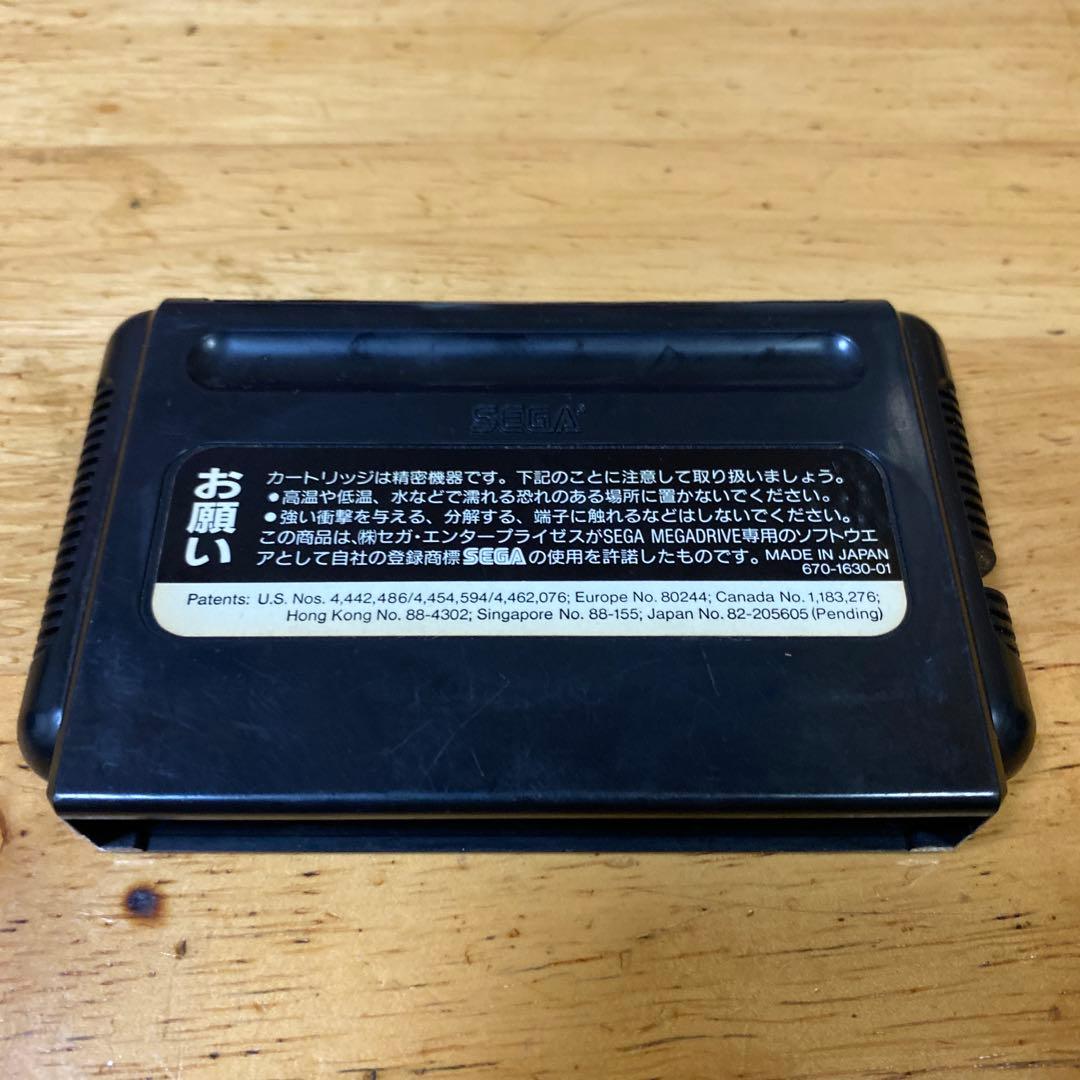 SEGA
お願い
カートリッジは精密機器です。下記のことに注意して取り扱いましょう。
●高温や低温、水などで濡れる恐れのある場所に置かないでください。
●強い衝撃を与える、分解する、端子に触れるなどはしないでください。
この商品は、㈱セガ・エンタープライゼスがSEGA MEGADRIVE専用のソフトウエ
アとして自社の登録商標SEGAの使用を許諾したものです。 MADE IN JAPAN
670-1630-01
Patents: U.S. Nos. 4,442,486/4,454,594/4,462,076; Europe No. 80244; Canada No. 1,183,276;
Hong Kong No. 88-4302; Singapore No. 88-155; Japan No. 82-205605 (Pending)